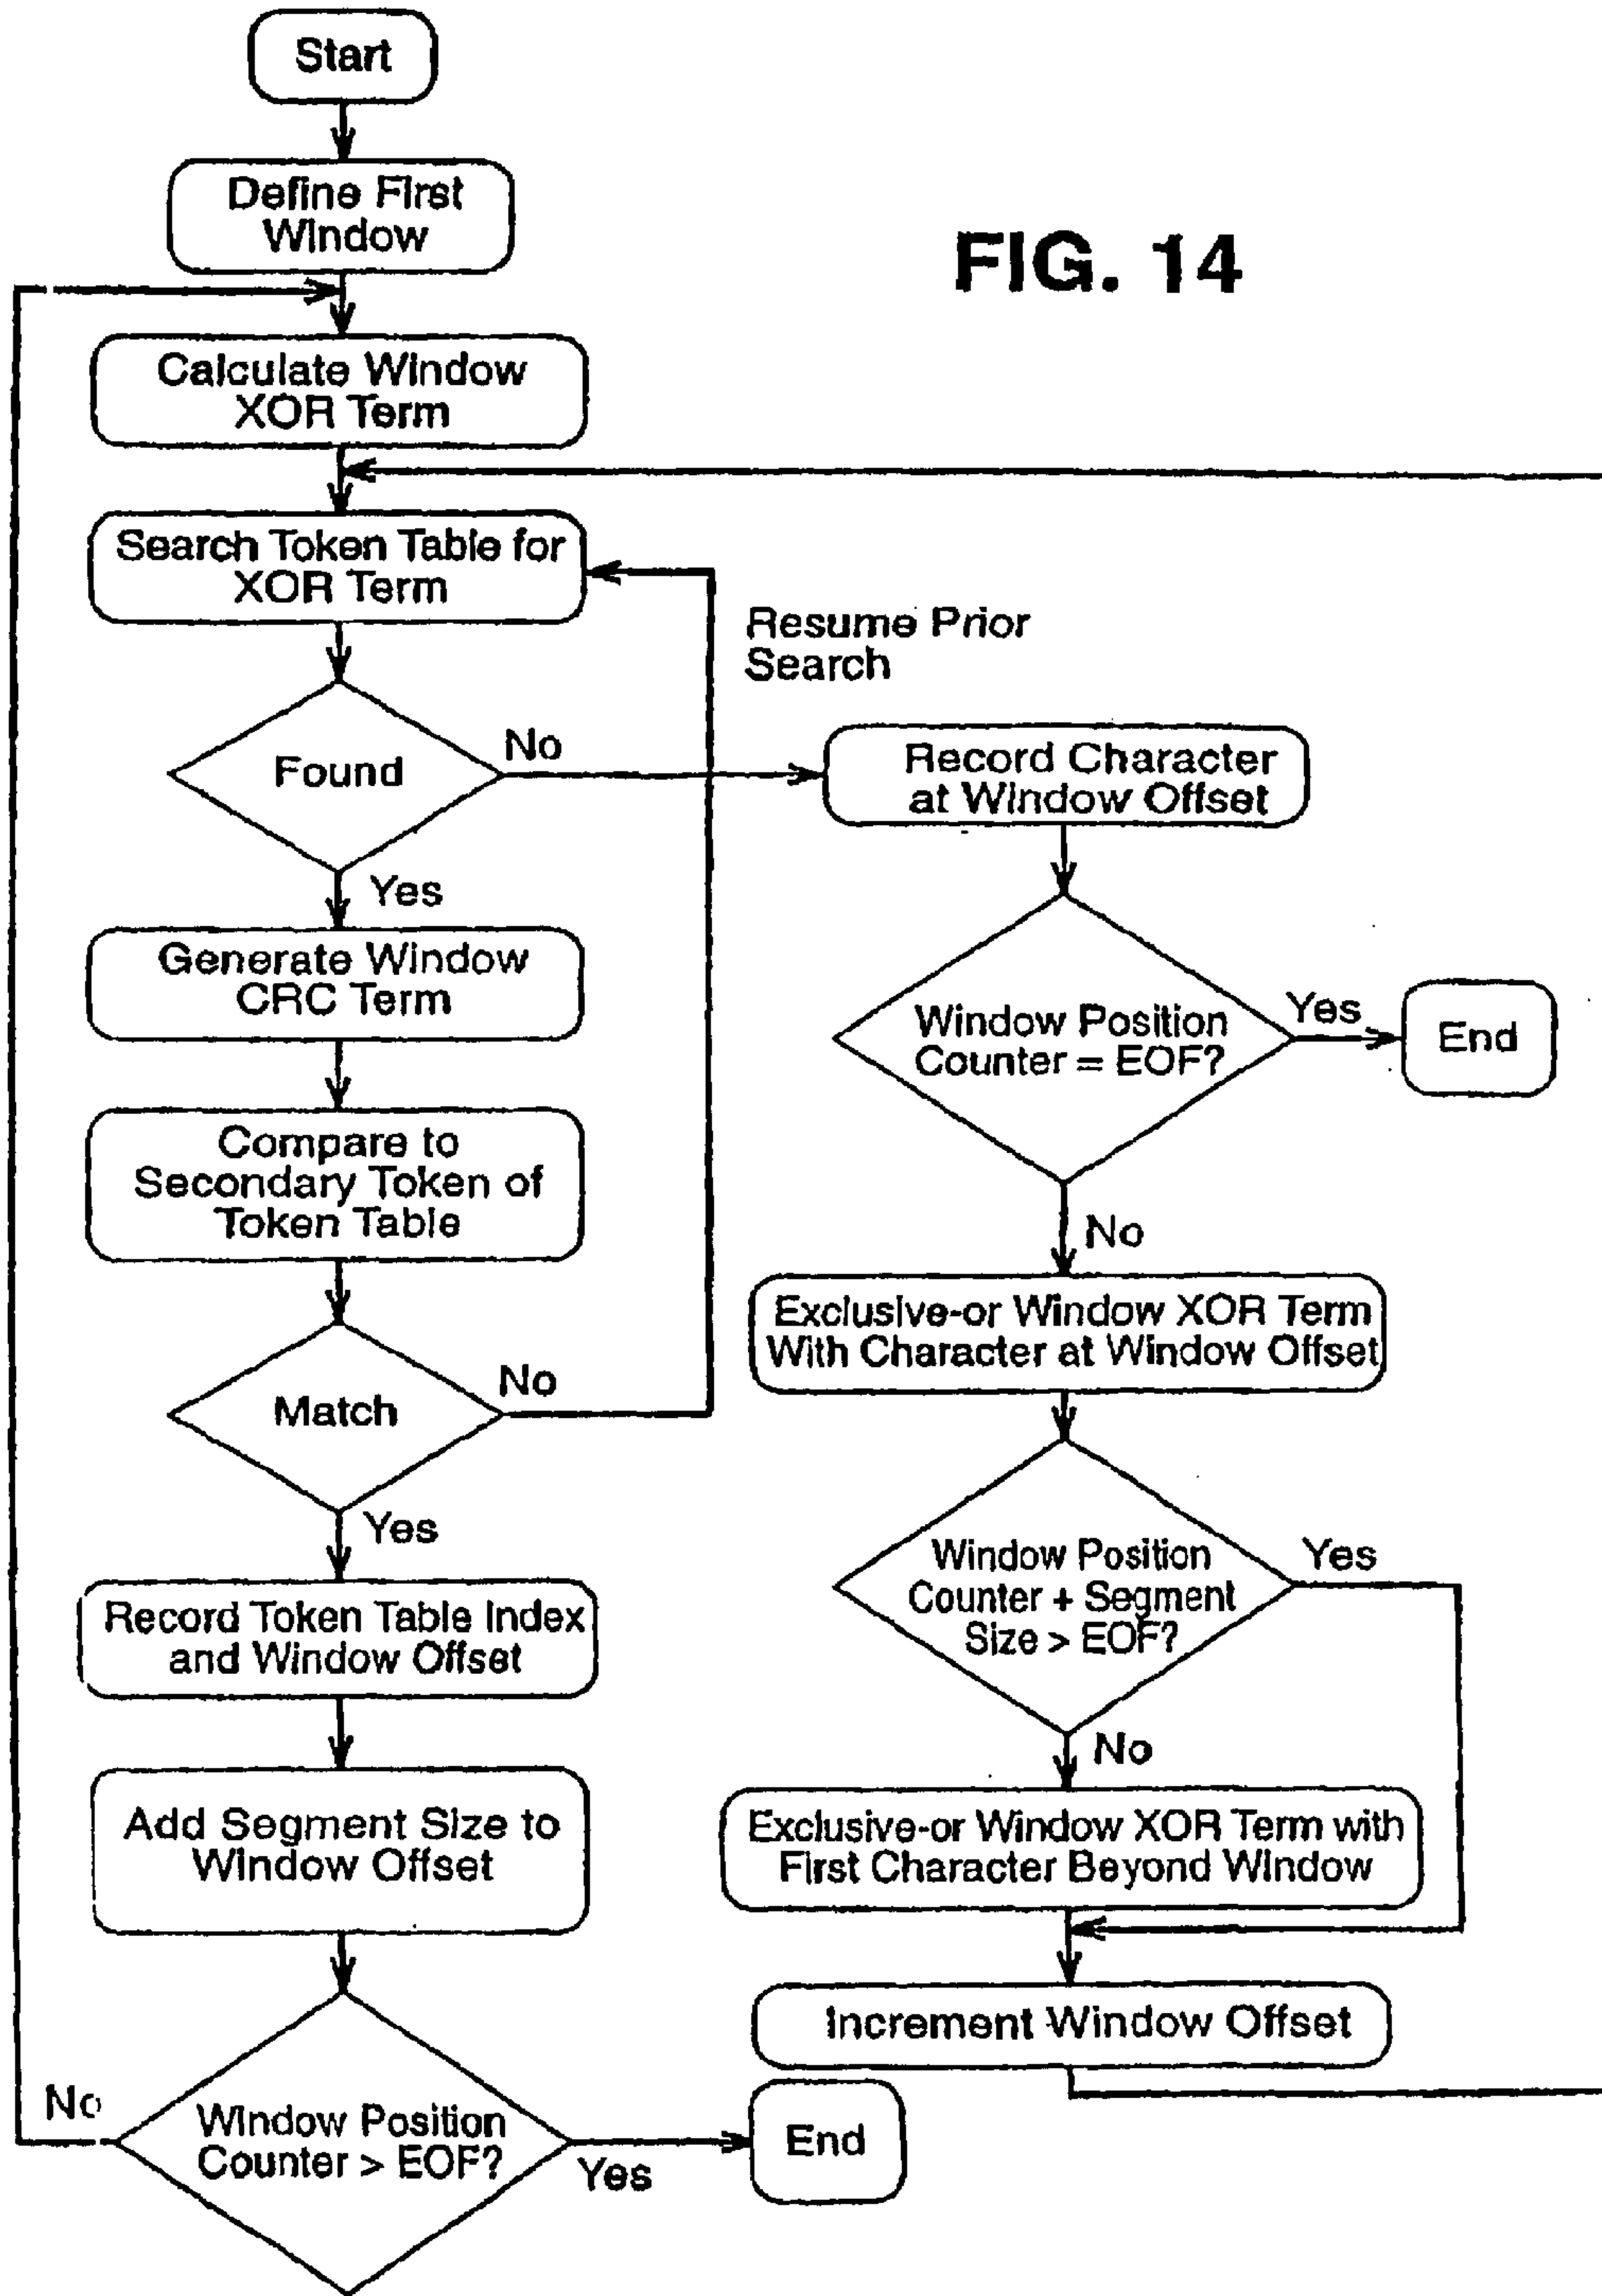 Start
Define First
Window
FIG. 14
Calculate Window
XOR Term
Search Token Table for
XOR Term
Resume Prior
Search
Found
No
Record Character
at Window Offset
Yes
Generate Window
CRC Term
Window Position
Counter = EOF?
Yes
End
Compare to
Secondary Token of
Token Table
No
Exclusive-or Window XOR Term
With Character at Window Offset
Match
No
Yes
Window Position
Counter + Segment
Size > EOF?
Yes
Record Token Table Index
and Window Offset
No
Add Segment Size to
Window Offset
Exclusive-or Window XOR Term with
First Character Beyond Window
Increment Window Offset
No
Window Position
Counter > EOF?
Yes
End